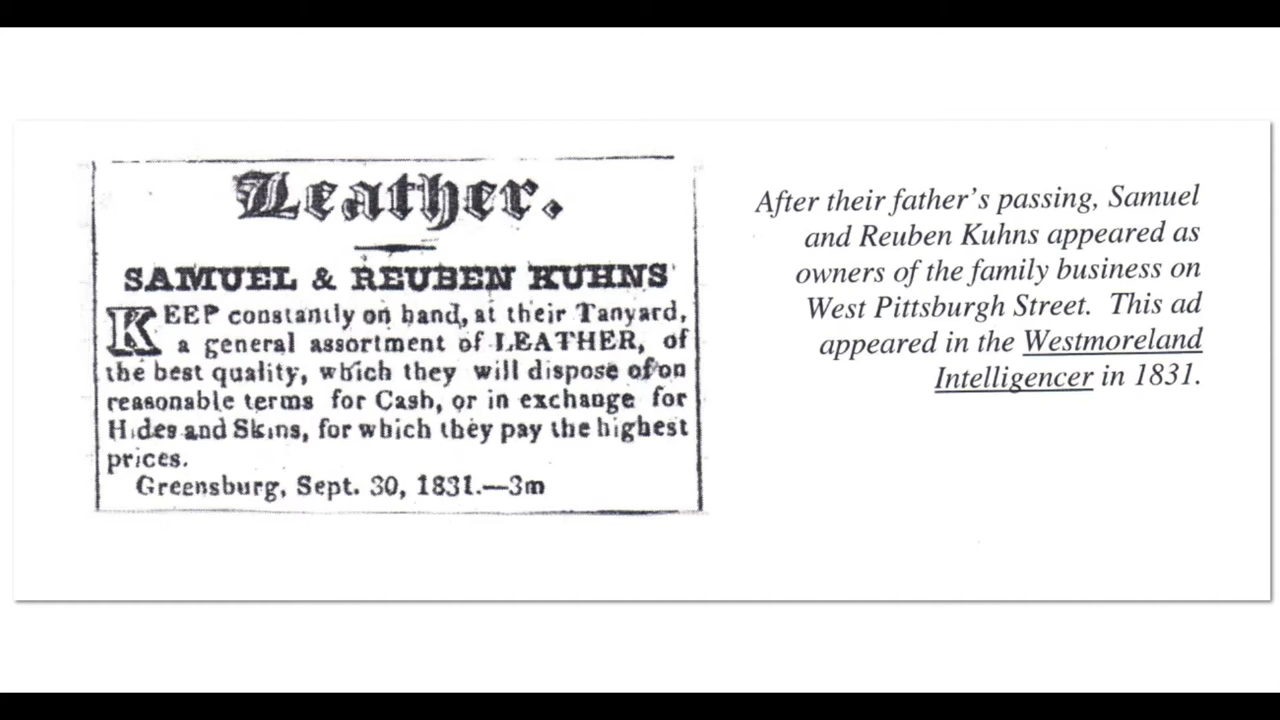 Leather.
SAMUEL & REUBEN KUHNS
KEEP constantly on hand, at their Tanyard,
a general assortment of LEATHER, of
the best quality, which they will dispose of on
reasonable terms for Cash, or in exchange for
Hides and Skins, for which they pay the highest
prices.
Greensburg, Sept. 30, 1831.—3m
After their father's passing, Samuel
and Reuben Kuhns appeared as
owners of the family business on
West Pittsburgh Street. This ad
appeared in the Westmoreland
Intelligencer in 1831.